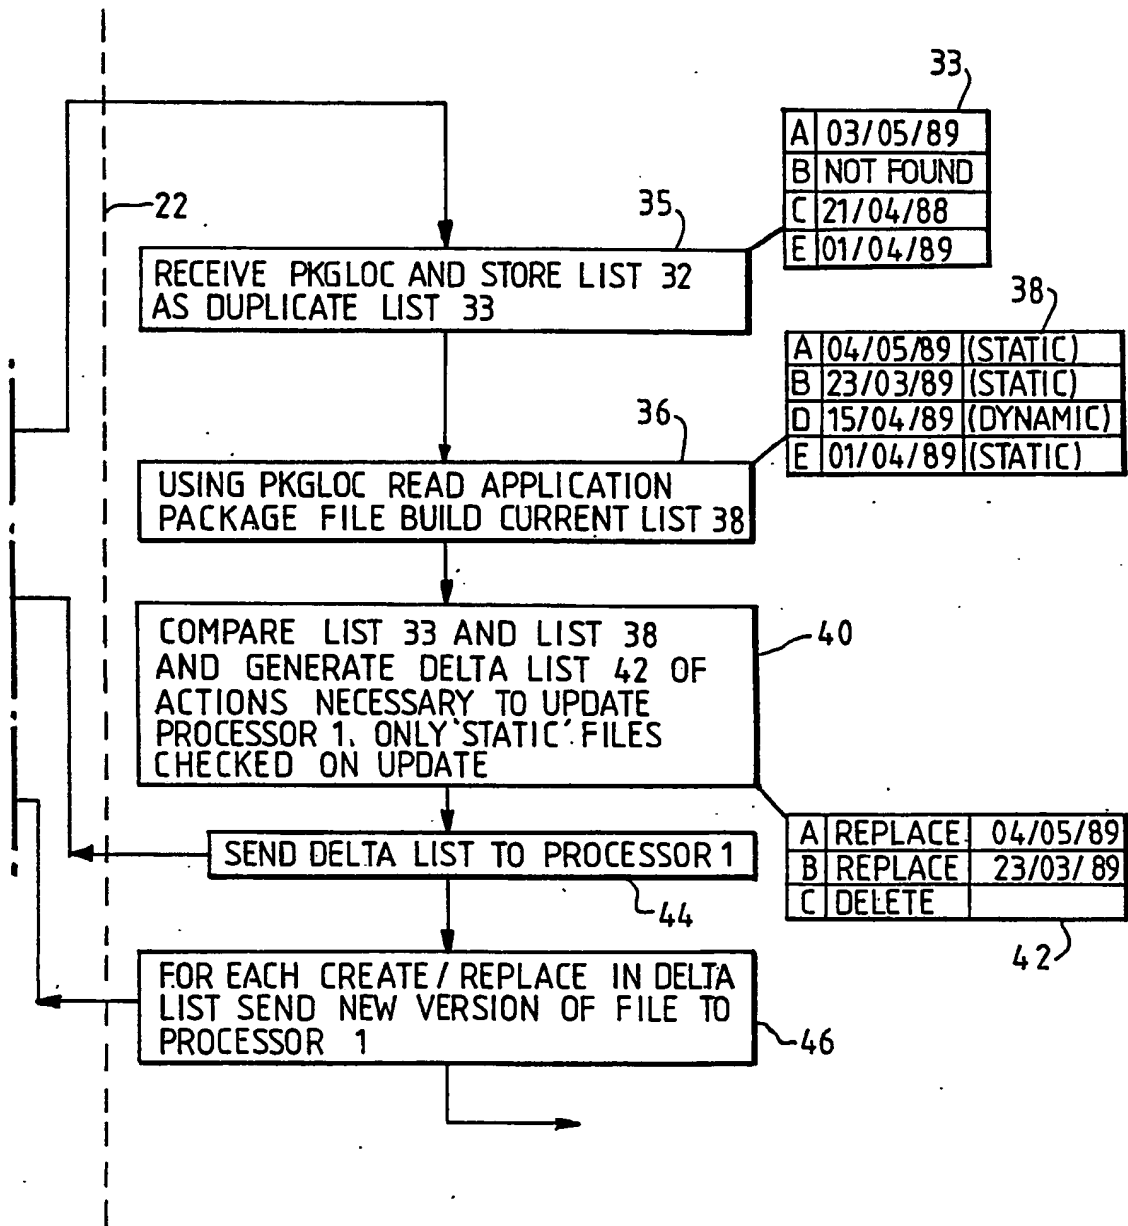 22
33
A 03/05/89
B NOT FOUND
C 21/04/88
E 01/04/89
35
RECEIVE PKGLOC AND STORE LIST 32
AS DUPLICATE LIST 33
38
A 04/05/89 (STATIC)
B 23/03/89 (STATIC)
D 15/04/89 (DYNAMIC)
E 01/04/89 (STATIC)
36
USING PKGLOC READ APPLICATION
PACKAGE FILE BUILD CURRENT LIST 38
40
COMPARE LIST 33 AND LIST 38
AND GENERATE DELTA LIST 42 OF
ACTIONS NECESSARY TO UPDATE
PROCESSOR 1. ONLY 'STATIC' FILES
CHECKED ON UPDATE
A REPLACE 04/05/89
B REPLACE 23/03/89
C DELETE
42
SEND DELTA LIST TO PROCESSOR 1
44
FOR EACH CREATE / REPLACE IN DELTA
LIST SEND NEW VERSION OF FILE TO
PROCESSOR 1
46